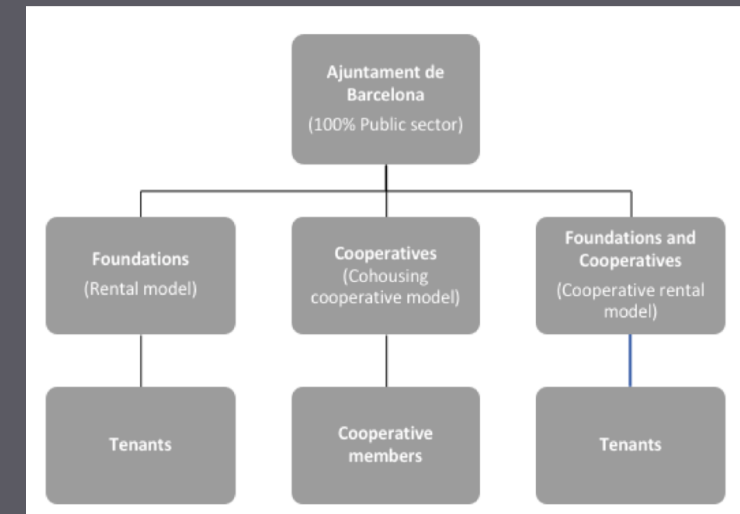 Ajuntament de
Barcelona
(100% Public sector)
Foundations
(Rental model)
Cooperatives
(Cohousing
cooperative model)
Foundations and
Cooperatives
(Cooperative rental
model)
Tenants
Cooperative
members
Tenants